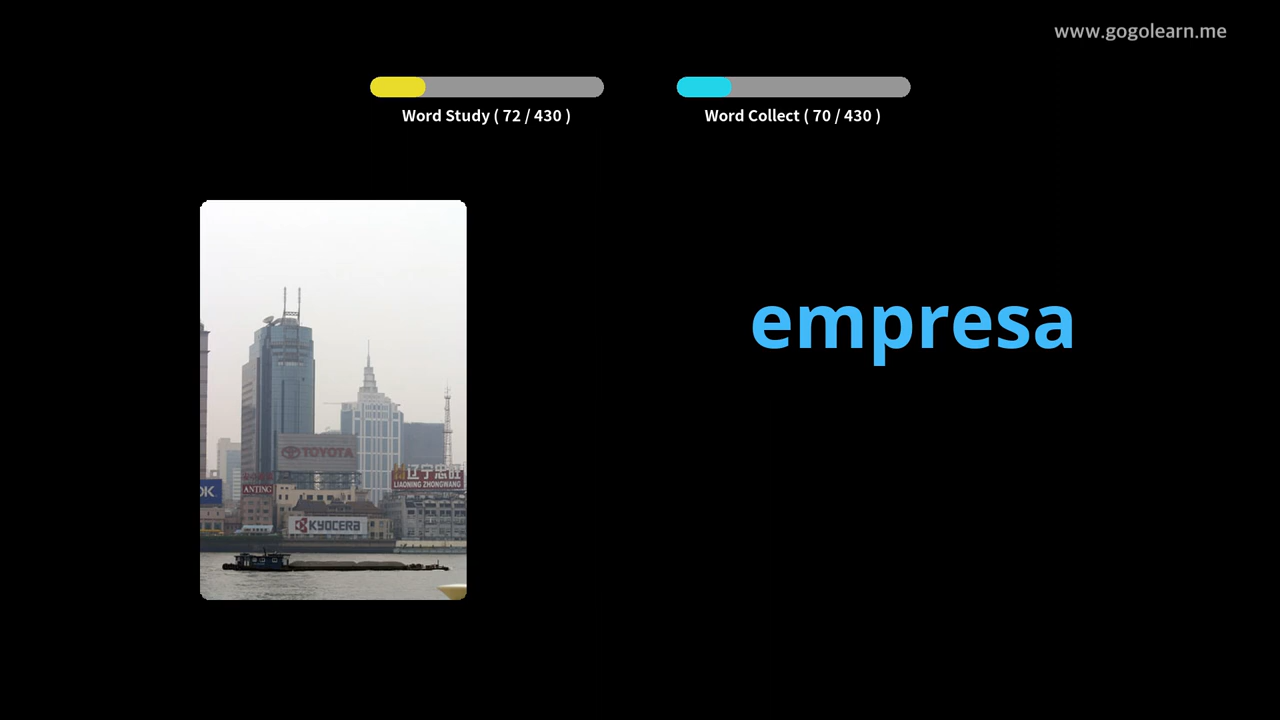 www.gogolearn.me
Word Study ( 72 / 430 )
Word Collect ( 70 / 430 )
empresa
TOYOTA
辽宁忠旺
LIAONING ZHONGWANG
OK
ANTING
KYOCERA